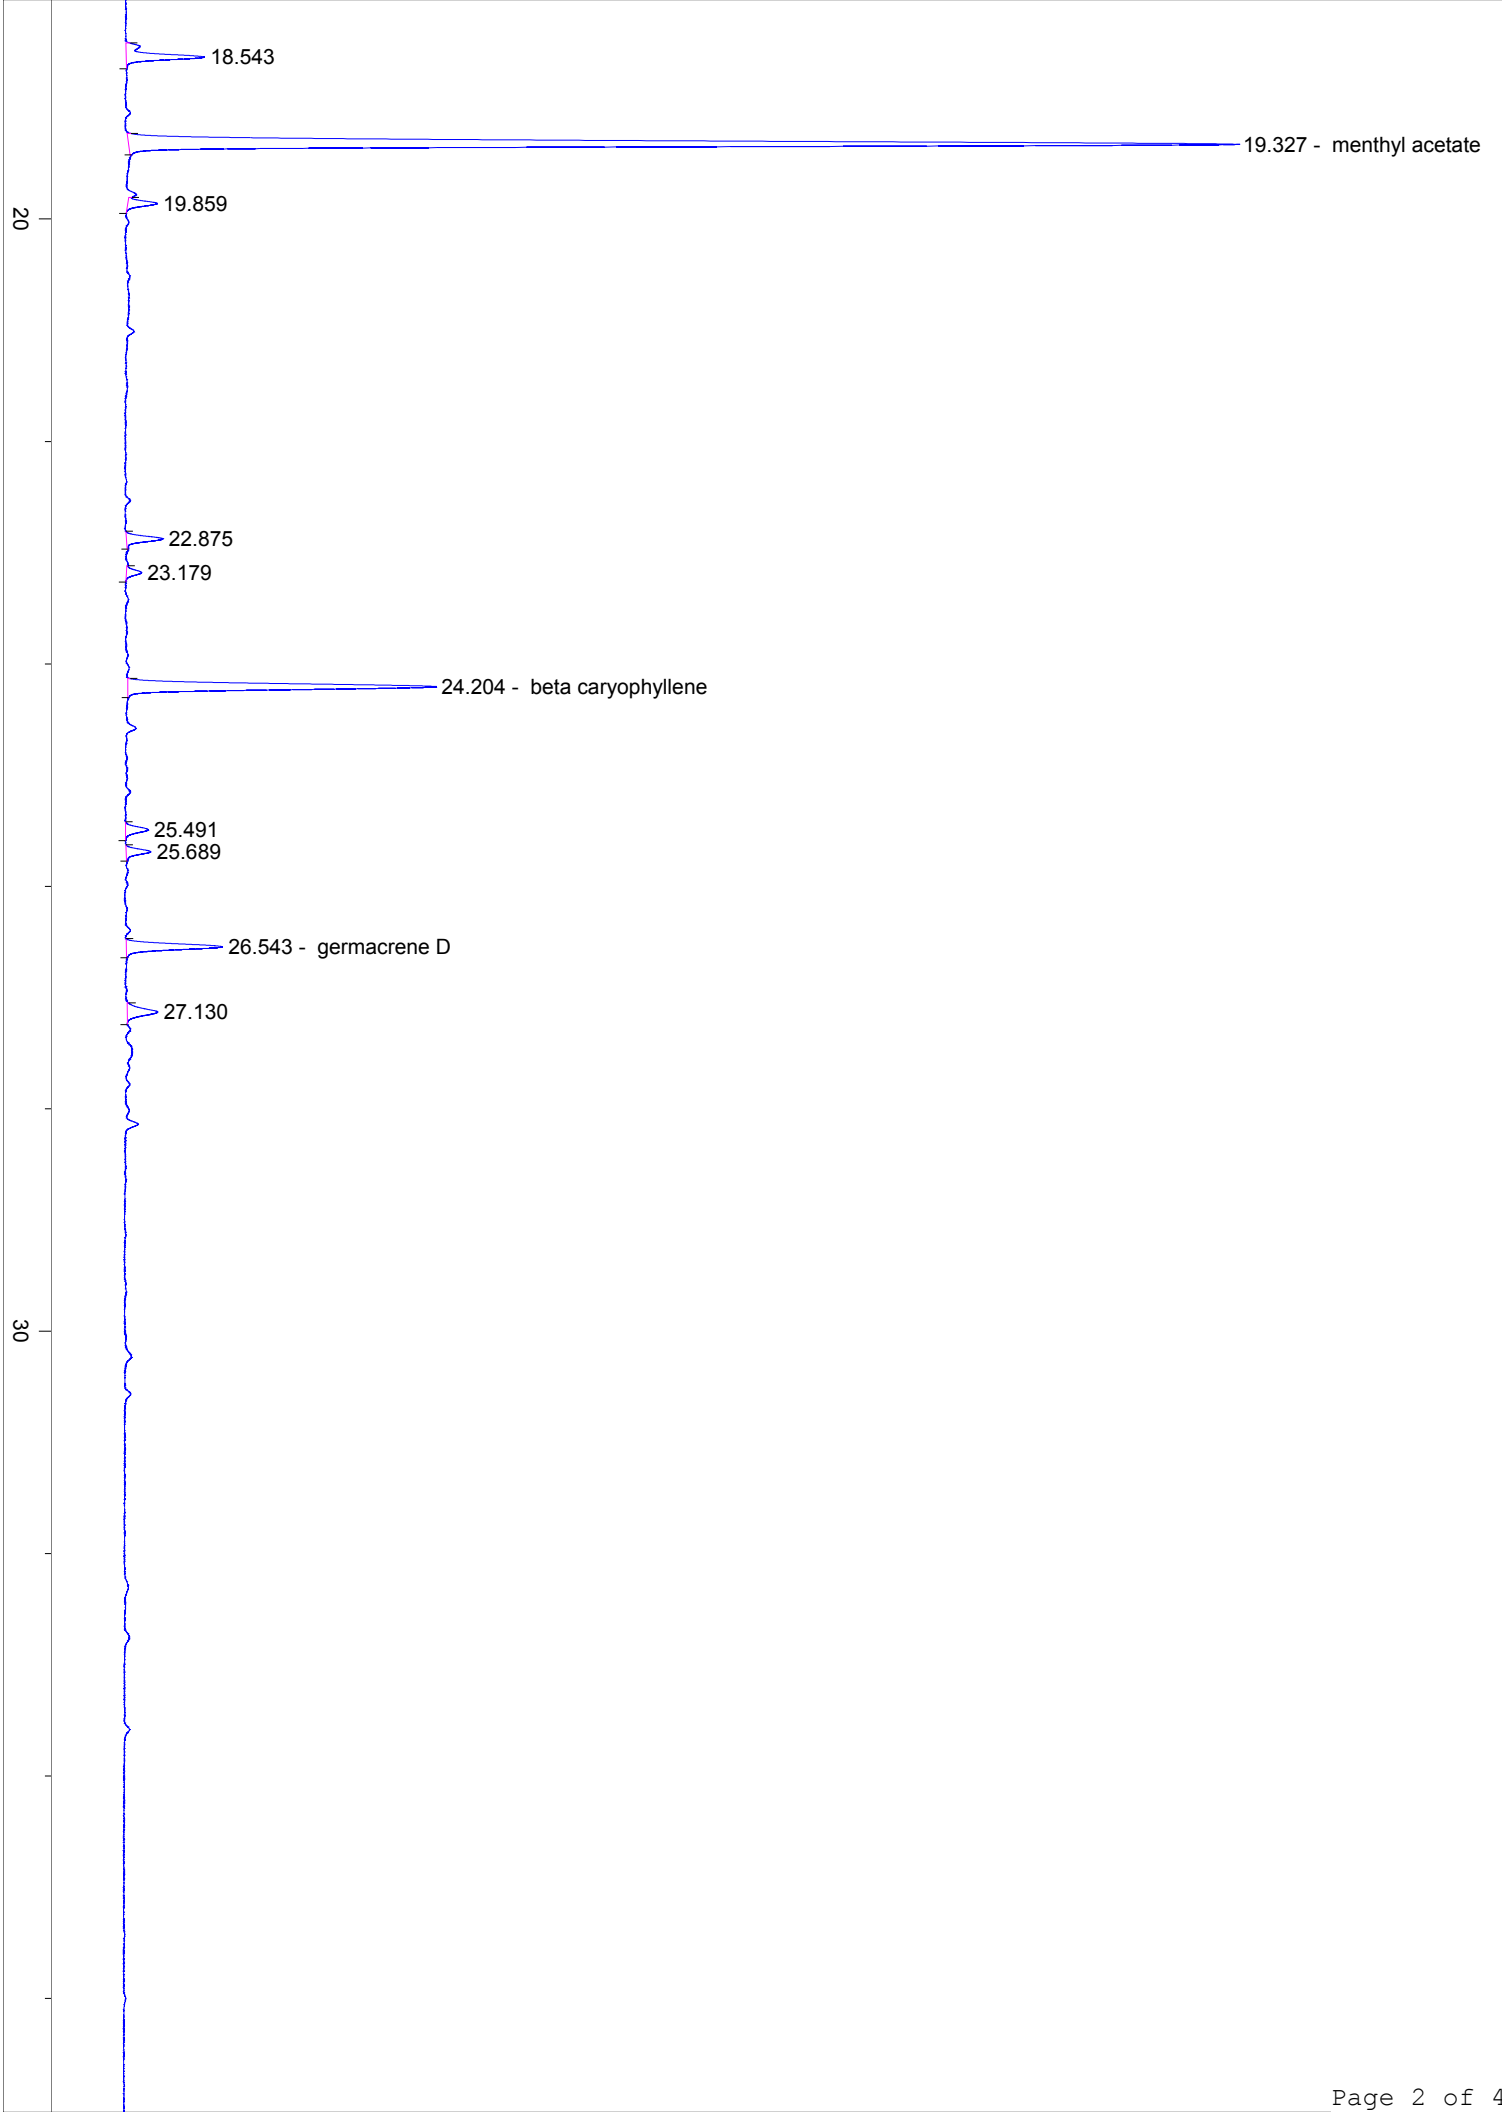 18.543
19.327 - menthyl acetate
19.859
20
22.875
23.179
24.204 - beta caryophyllene
25.491
25.689
26.543 - germacrene D
27.130
30
Page 2 of 4